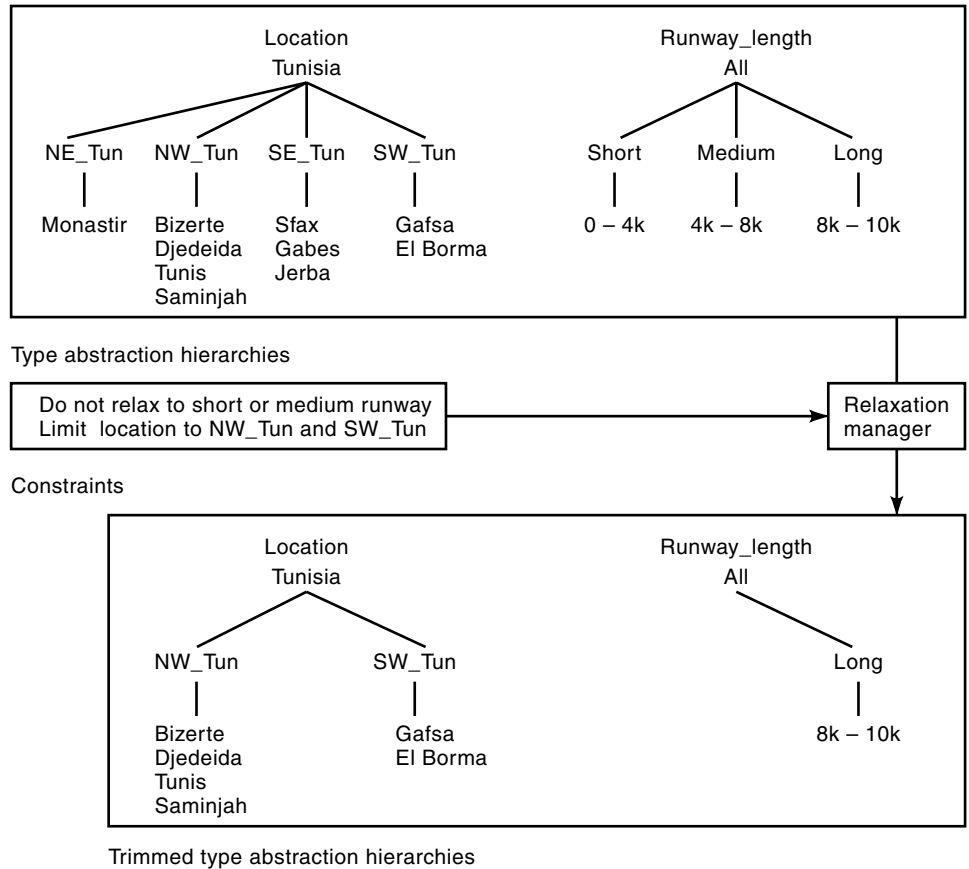 Location
Tunisia
NE_Tun NW_Tun SE_Tun SW_Tun
Monastir
Bizerte
Djedeida
Tunis
Saminjah
Sfax
Gabes
Jerba
Gafsa
El Borma
Runway_length
All
Short Medium Long
0 – 4k 4k – 8k 8k – 10k
Type abstraction hierarchies
Do not relax to short or medium runway
Limit location to NW_Tun and SW_Tun
Relaxation
manager
Constraints
Location
Tunisia
NW_Tun SW_Tun
Bizerte
Djedeida
Tunis
Saminjah
Gafsa
El Borma
Runway_length
All
Long
8k – 10k
Trimmed type abstraction hierarchies